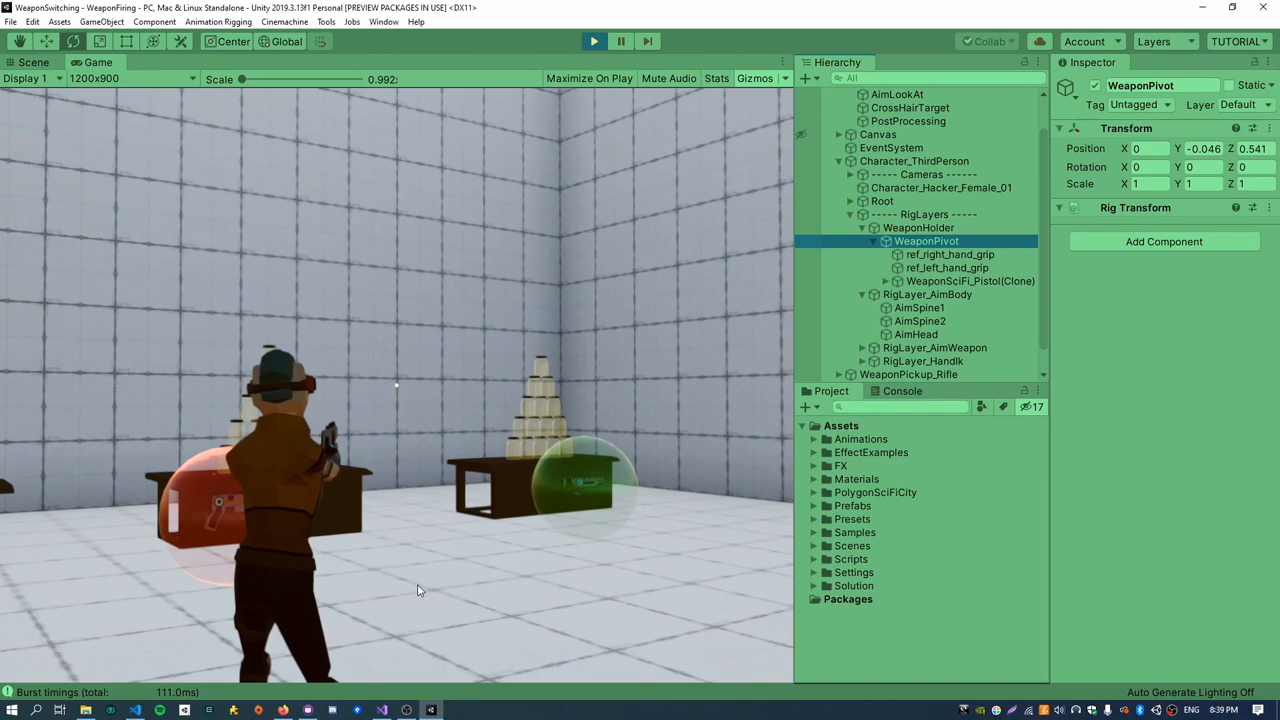 WeaponSwitching - WeaponFiring - PC, Mac & Linux Standalone - Unity 2019.3.13f1 Personal [PREVIEW PACKAGES IN USE] <DX11>
File Edit Assets GameObject Component Animation Rigging Cinemachine Tools Jobs Window Help
Center Global Collab Account Layers TUTORIAL
Scene Game Hierarchy Inspector
Display 1 1200x900 Scale 0.992: Maximize On Play Mute Audio Stats Gizmos All
WeaponPivot Static
Tag Untagged Layer Default
AimLookAt
CrossHairTarget
PostProcessing
Canvas
EventSystem
Character_ThirdPerson
----- Cameras ------
Character_Hacker_Female_01
Root
----- RigLayers -----
WeaponHolder
WeaponPivot
ref_right_hand_grip
ref_left_hand_grip
WeaponSciFi_Pistol(Clone)
RigLayer_AimBody
AimSpine1
AimSpine2
AimHead
RigLayer_AimWeapon
RigLayer_HandIk
WeaponPickup_Rifle
Transform
Position X 0 Y -0.046 Z 0.541
Rotation X 0 Y 0 Z 0
Scale X 1 Y 1 Z 1
Rig Transform
Add Component
Project Console
17
Assets
Animations
EffectExamples
FX
Materials
PolygonSciFiCity
Prefabs
Presets
Samples
Scenes
Scripts
Settings
Solution
Packages
Burst timings (total: 111.0ms) Auto Generate Lighting Off
ENG 8:39 PM